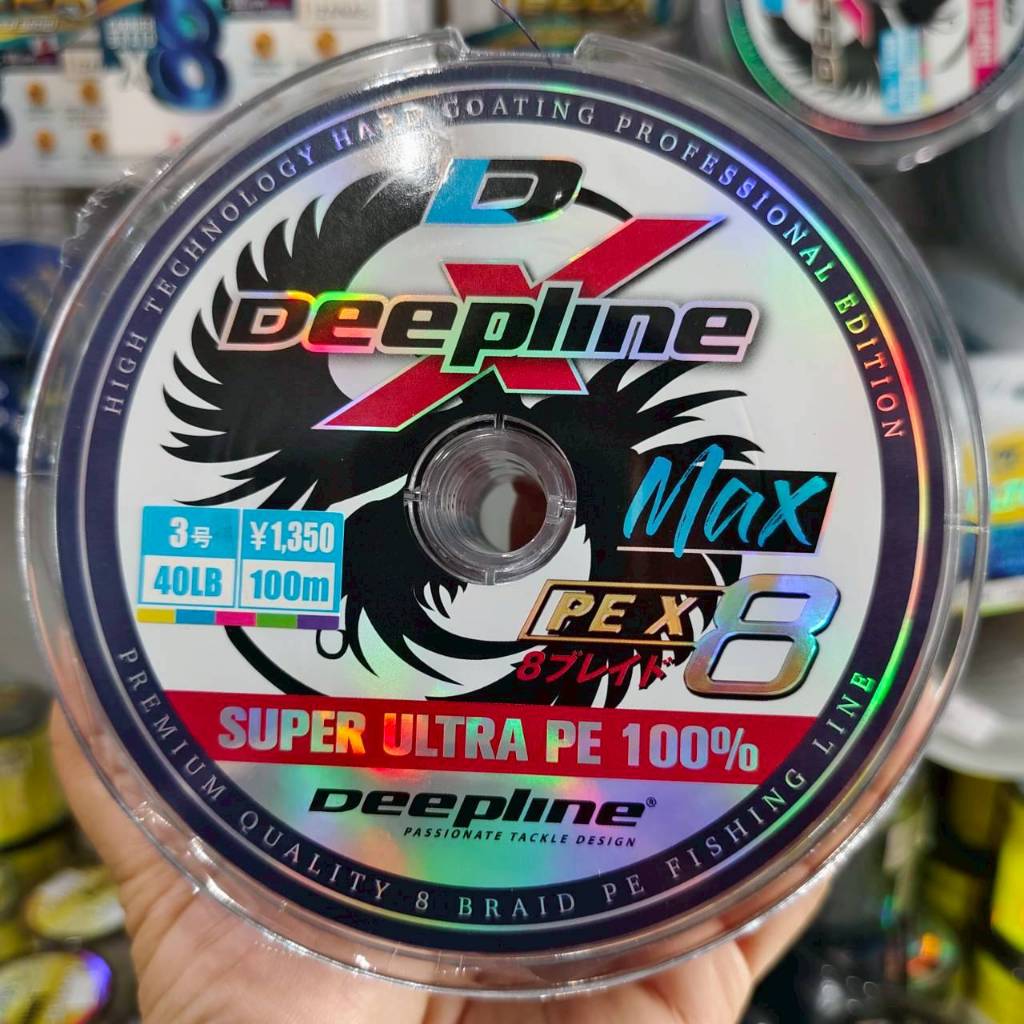 HIGH TECHNOLOGY HARD COATING PROFESSIONAL EDITION
D
X
Deepline
Max
3号
¥1,350
40LB
100m
PE X 8
8ブレイド
SUPER ULTRA PE 100%
Deepline®
PASSIONATE TACKLE DESIGN
PREMIUM QUALITY 8 BRAID PE FISHING LINE